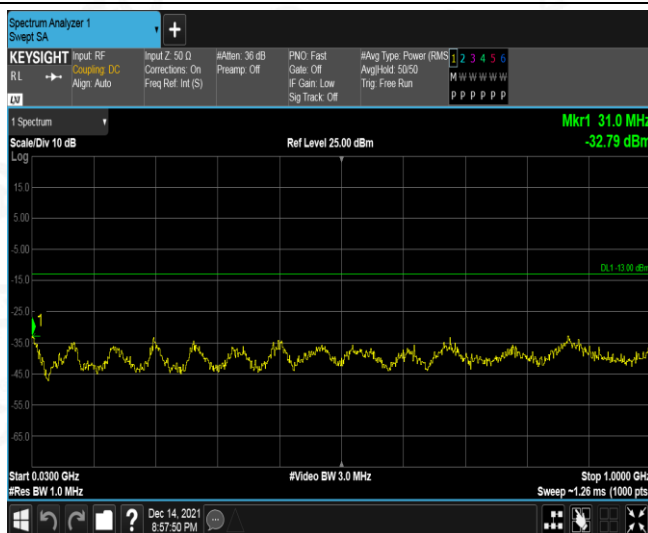 Spectrum Analyzer 1
Swept SA
+
KEYSIGHT
RL
LXI
Input: RF
Coupling: DC
Align: Auto
Input Z: 50 Ω
Corrections: On
Freq Ref: Int (S)
#Atten: 36 dB
Preamp: Off
PNO: Fast
Gate: Off
IF Gain: Low
Sig Track: Off
#Avg Type: Power (RMS
Avg|Hold: 50/50
Trig: Free Run
1 2 3 4 5 6
M W W W W W
P P P P P P
1 Spectrum
Mkr1 31.0 MHz
Scale/Div 10 dB
Ref Level 25.00 dBm
-32.79 dBm
Log
15.0
5.00
-5.00
DL1 -13.00 dBm
-15.0
-25.0
1
-35.0
-45.0
-55.0
-65.0
Start 0.0300 GHz
#Video BW 3.0 MHz
Stop 1.0000 GHz
#Res BW 1.0 MHz
Sweep ~1.26 ms (1000 pts)
?
Dec 14, 2021
8:57:50 PM